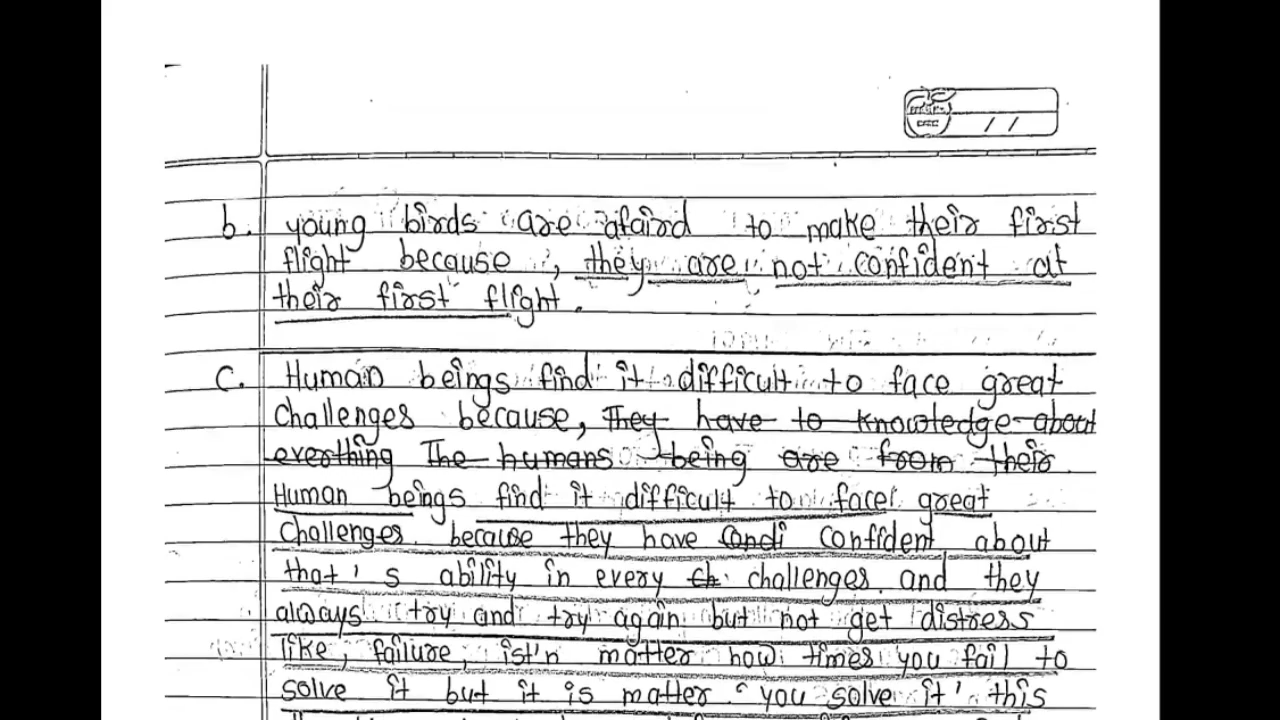 b. young birds are afaird to make their first
flight because, they are not confident at
their first flight.
c. Human beings find it difficult to face great
challenges because, They have to knowledge about
everthing The humans being are from their
Human beings find it difficult to face great
challenges because they have condi confident about
that's ability in every ch challenges and they
always try and try again but not get distress
like, failure, ist'n matter how times you fail to
solve it but it is matter "you solve it' this